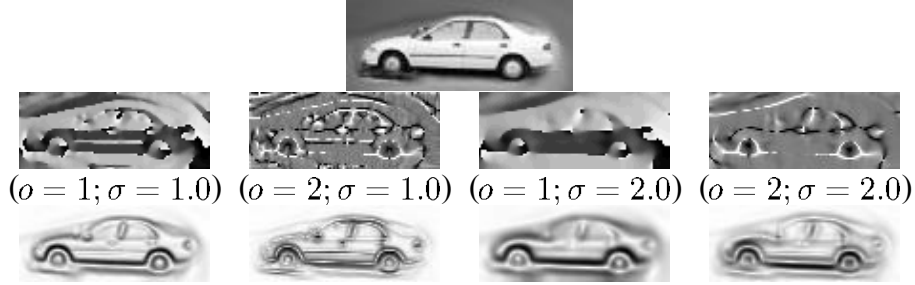 (o = 1; σ = 1.0) (o = 2; σ = 1.0) (o = 1; σ = 2.0) (o = 2; σ = 2.0)